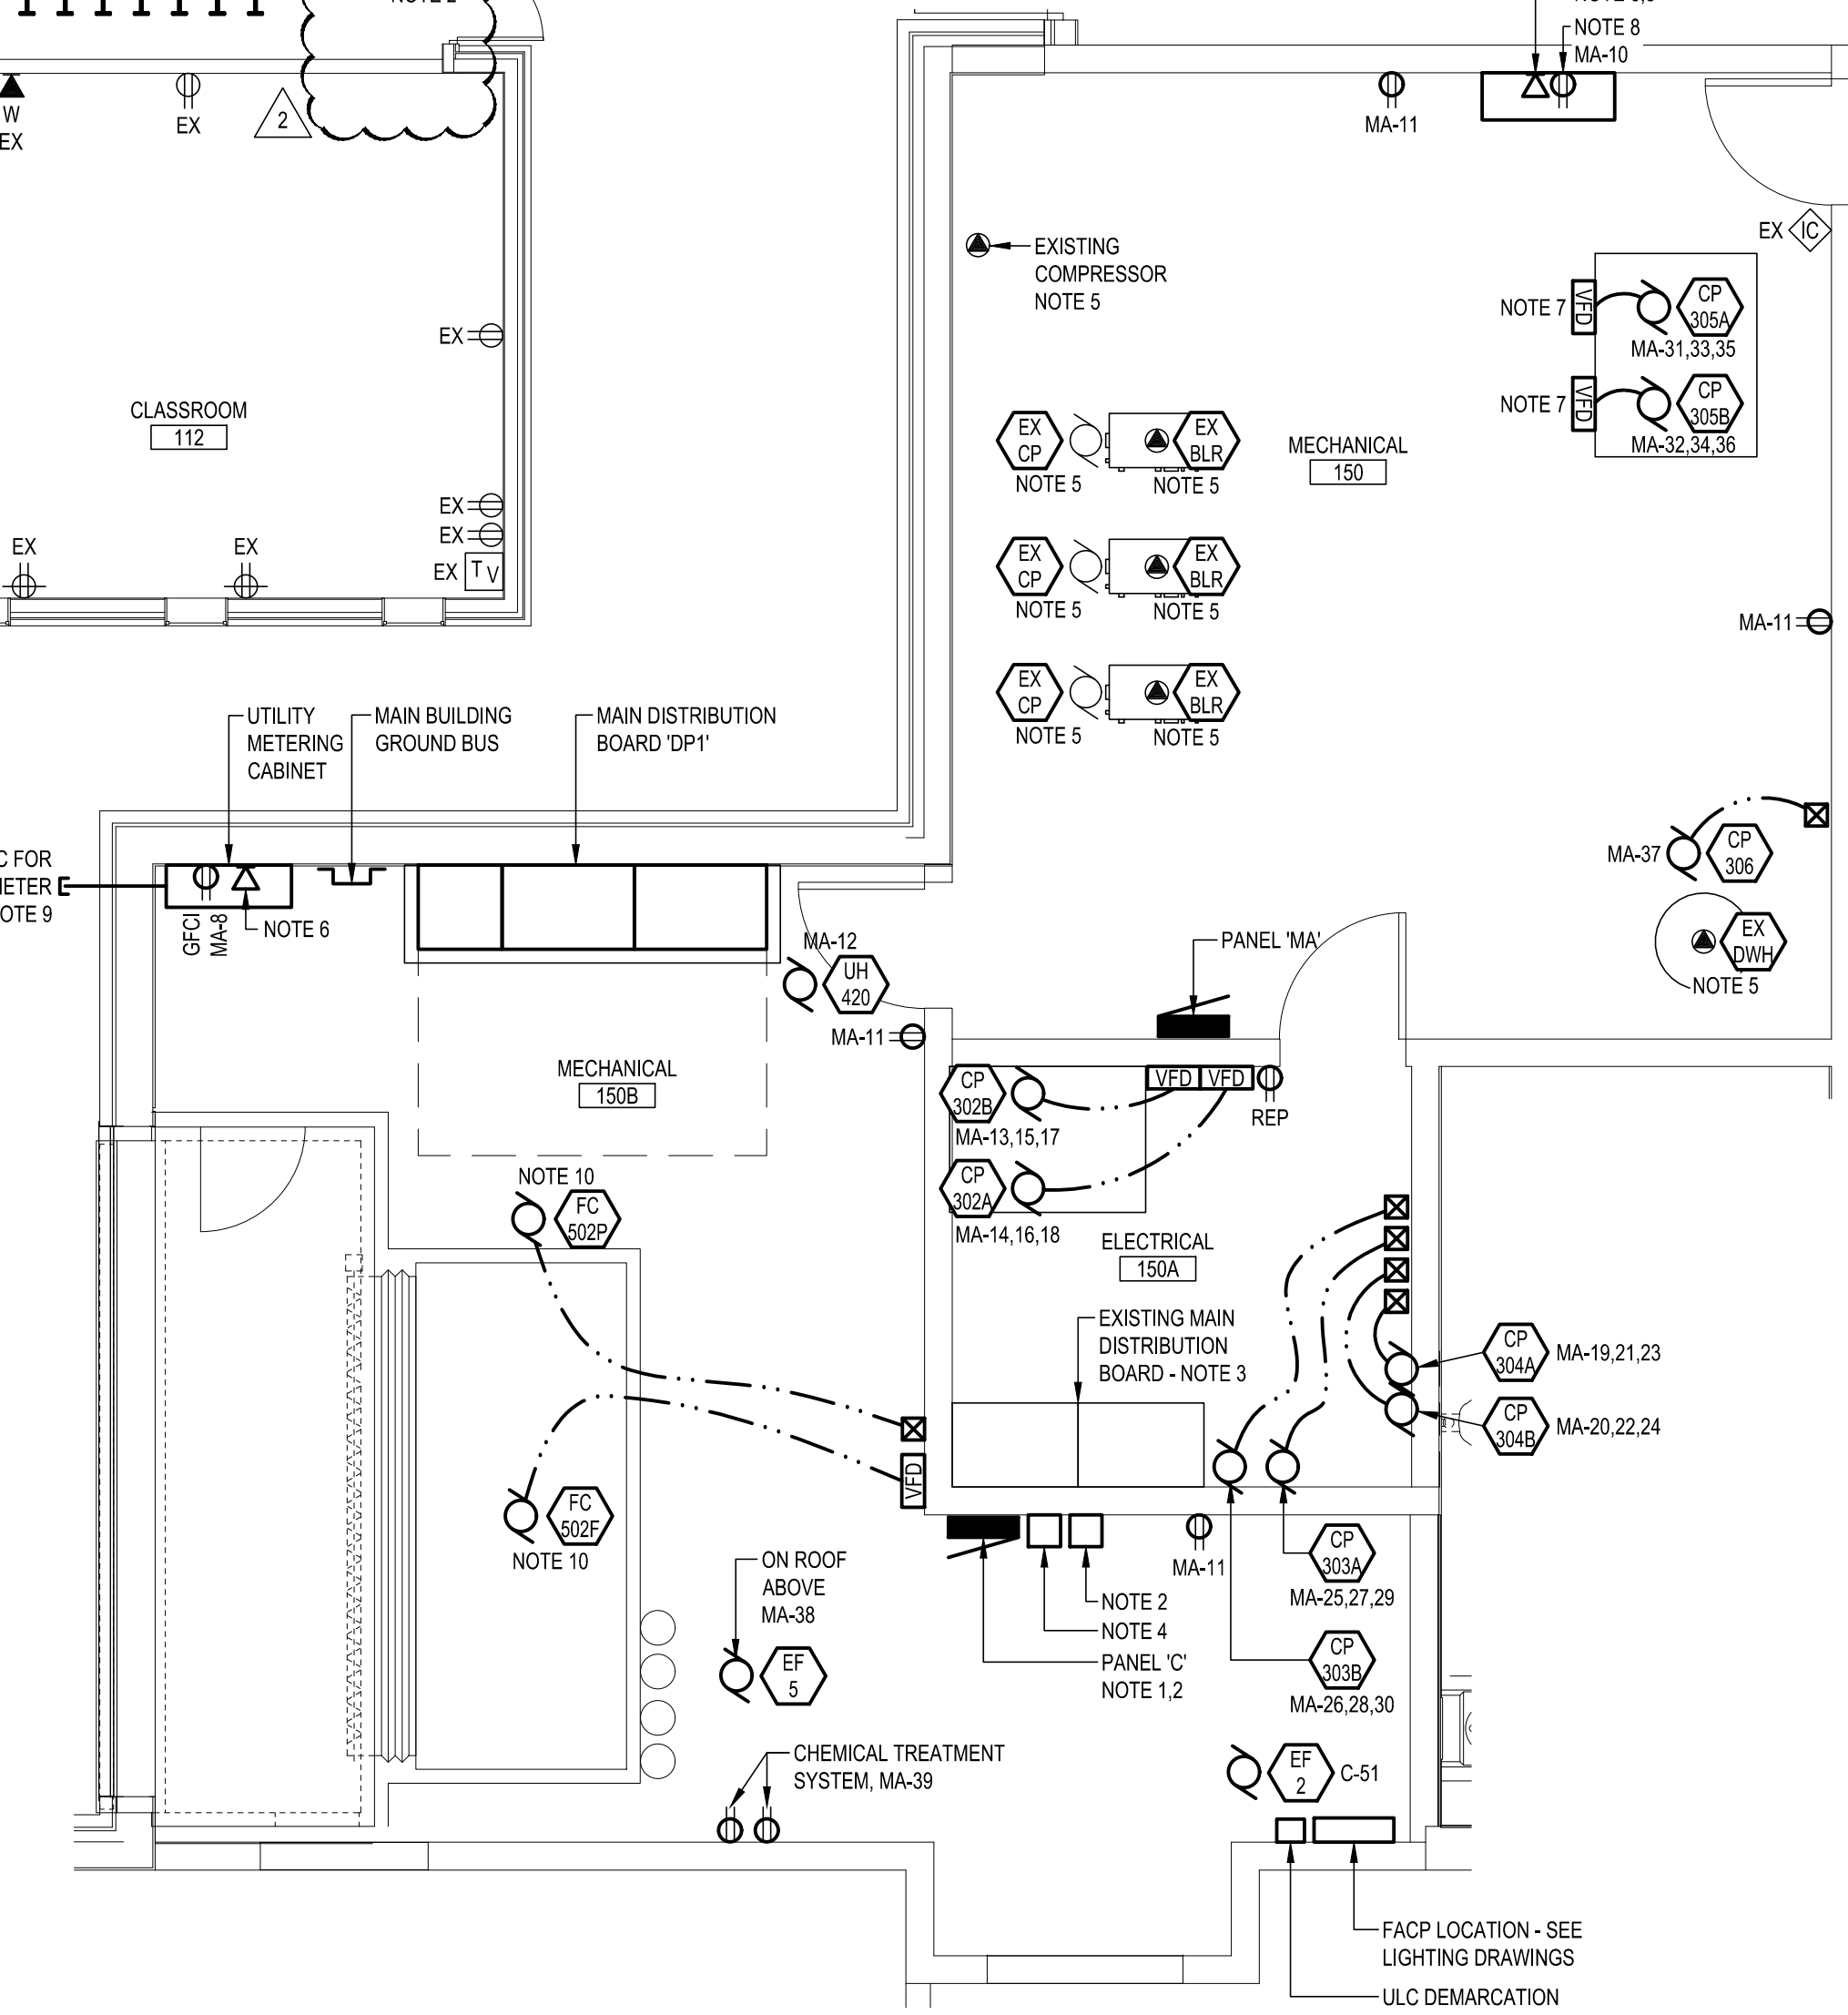 NOTE 8
MA-10
W
EX
EX
2
MA-11
EX
IC
EXISTING
COMPRESSOR
NOTE 5
NOTE 7
VFD
CP
305A
MA-31,33,35
NOTE 7
VFD
CP
305B
MA-32,34,36
EX
CLASSROOM
112
EX
CP
NOTE 5
EX
BLR
NOTE 5
MECHANICAL
150
EX
EX
EX
EX
EX
TV
EX
CP
NOTE 5
EX
BLR
NOTE 5
MA-11
EX
CP
NOTE 5
EX
BLR
NOTE 5
UTILITY
METERING
CABINET
MAIN BUILDING
GROUND BUS
MAIN DISTRIBUTION
BOARD 'DP1'
C FOR
METER
NOTE 9
GFCI
MA-8
NOTE 6
MA-37
CP
306
EX
DWH
NOTE 5
MA-12
UH
420
MA-11
PANEL 'MA'
MECHANICAL
150B
CP
302B
MA-13,15,17
VFD
VFD
REP
CP
302A
MA-14,16,18
NOTE 10
FC
502P
ELECTRICAL
150A
EXISTING MAIN
DISTRIBUTION
BOARD - NOTE 3
CP
304A
MA-19,21,23
CP
304B
MA-20,22,24
VFD
FC
502F
NOTE 10
ON ROOF
ABOVE
MA-38
EF
5
MA-11
NOTE 2
NOTE 4
PANEL 'C'
NOTE 1,2
CP
303A
MA-25,27,29
CP
303B
MA-26,28,30
CHEMICAL TREATMENT
SYSTEM, MA-39
EF
2
C-51
FACP LOCATION - SEE
LIGHTING DRAWINGS
ULC DEMARCATION